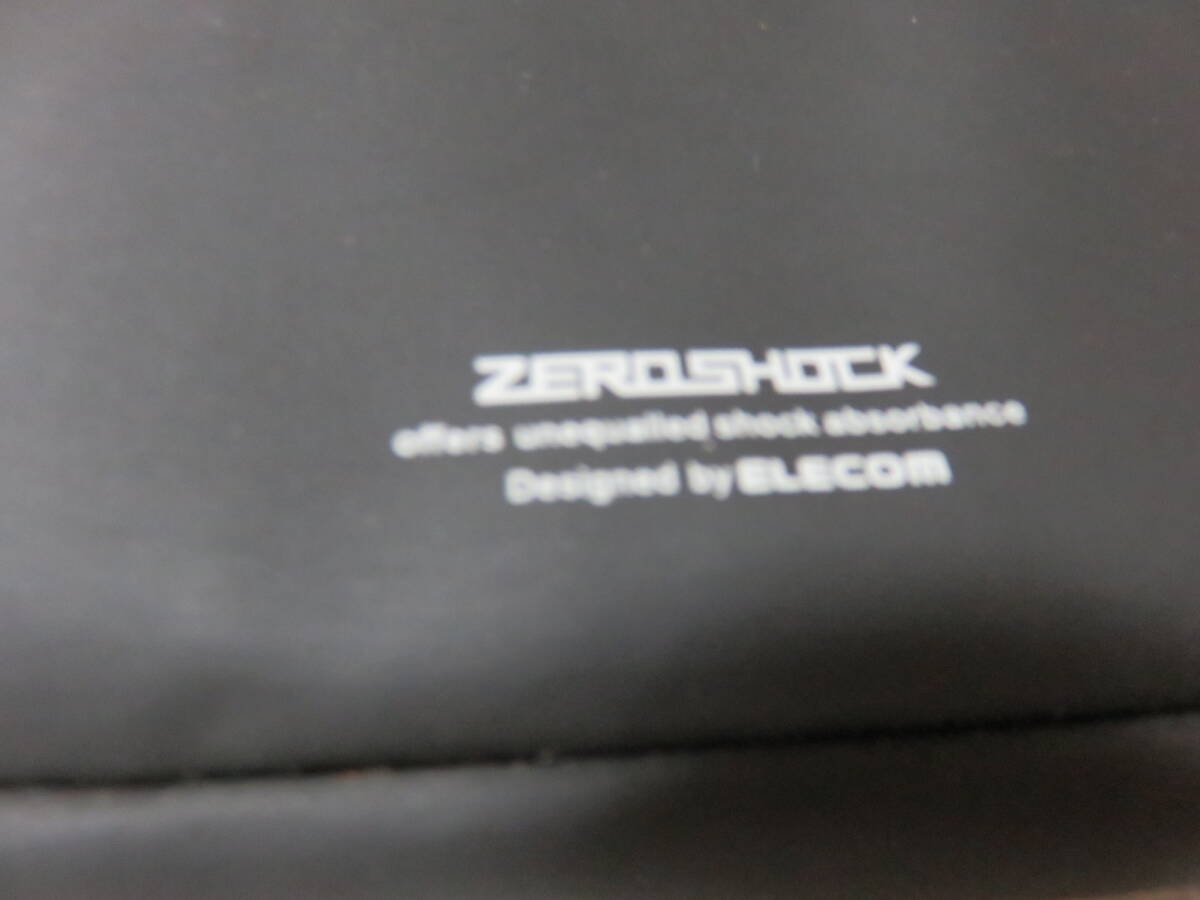 ZEROSHOCK
offers unequalled shock absorbance
Designed by ELECOM